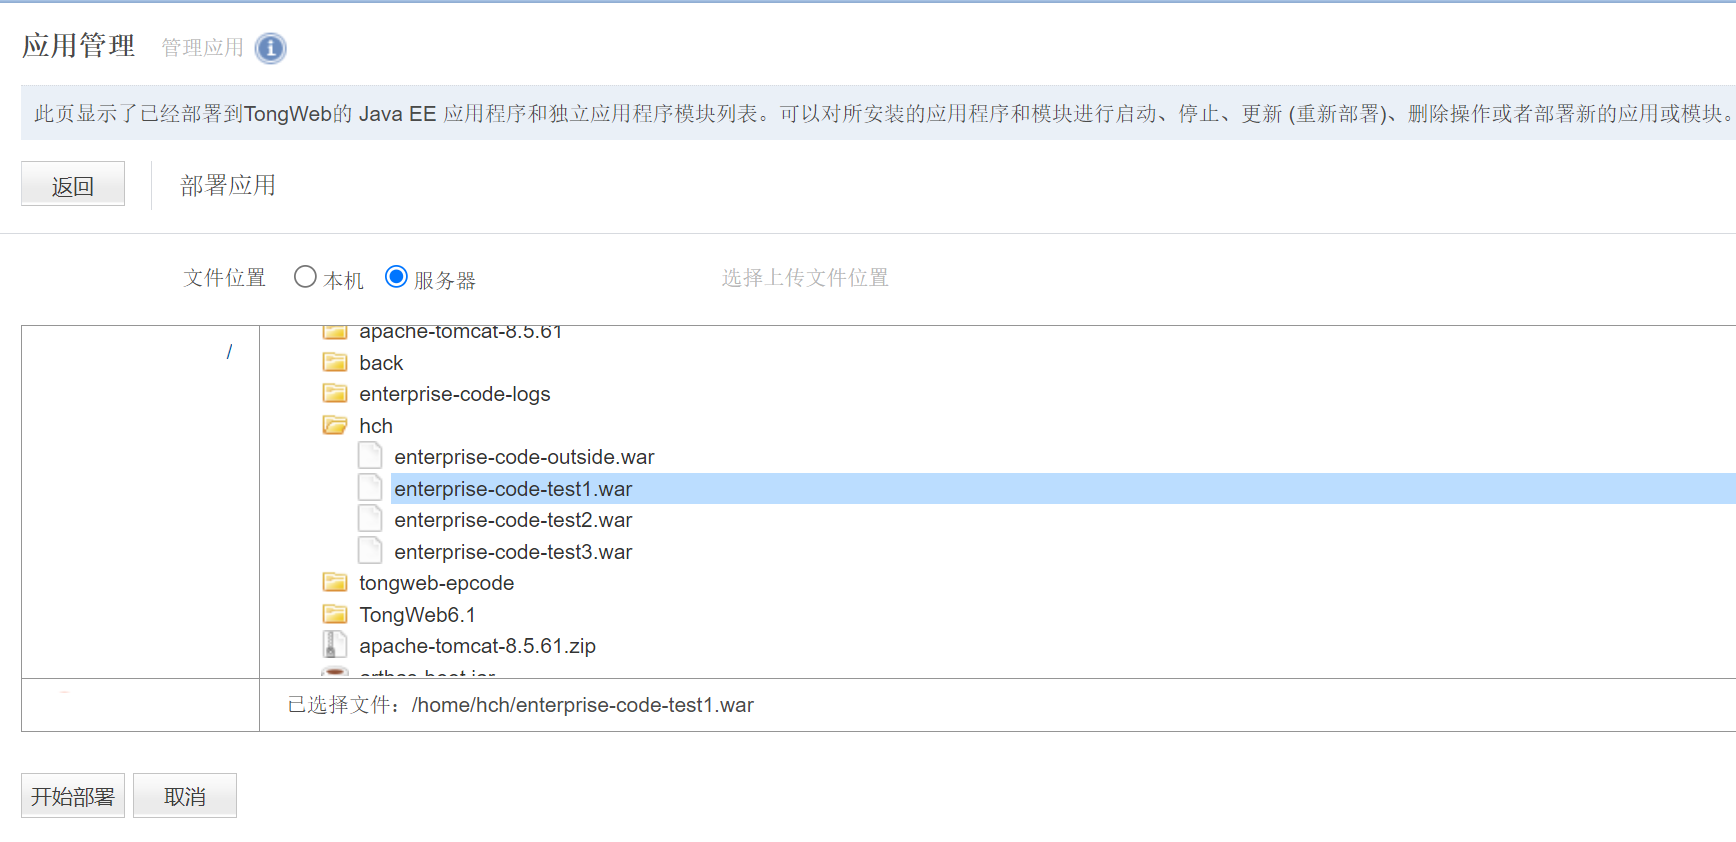 应用管理 管理应用
此页显示了已经部署到TongWeb的 Java EE 应用程序和独立应用程序模块列表。可以对所安装的应用程序和模块进行启动、停止、更新 (重新部署)、删除操作或者部署新的应用或模块。
返回 部署应用
文件位置 本机 服务器 选择上传文件位置
/
apache-tomcat-8.5.61
back
enterprise-code-logs
hch
enterprise-code-outside.war
enterprise-code-test1.war
enterprise-code-test2.war
enterprise-code-test3.war
tongweb-epcode
TongWeb6.1
apache-tomcat-8.5.61.zip
arthas-boot.jar
已选择文件：/home/hch/enterprise-code-test1.war
开始部署 取消